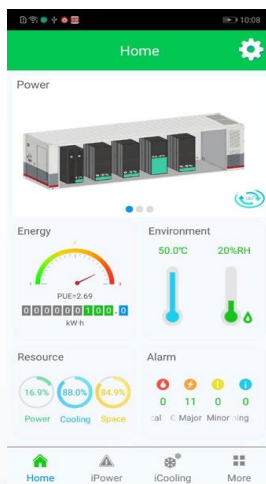 10:08
Home
Power
Energy
Environment
50.0℃
20%RH
PUE=2.69
000000100.0
kW·h
Resource
Alarm
16.9%
88.0%
84.9%
0
11
0
0
Power
Cooling
Space
Major
Minor
Home
iPower
iCooling
More